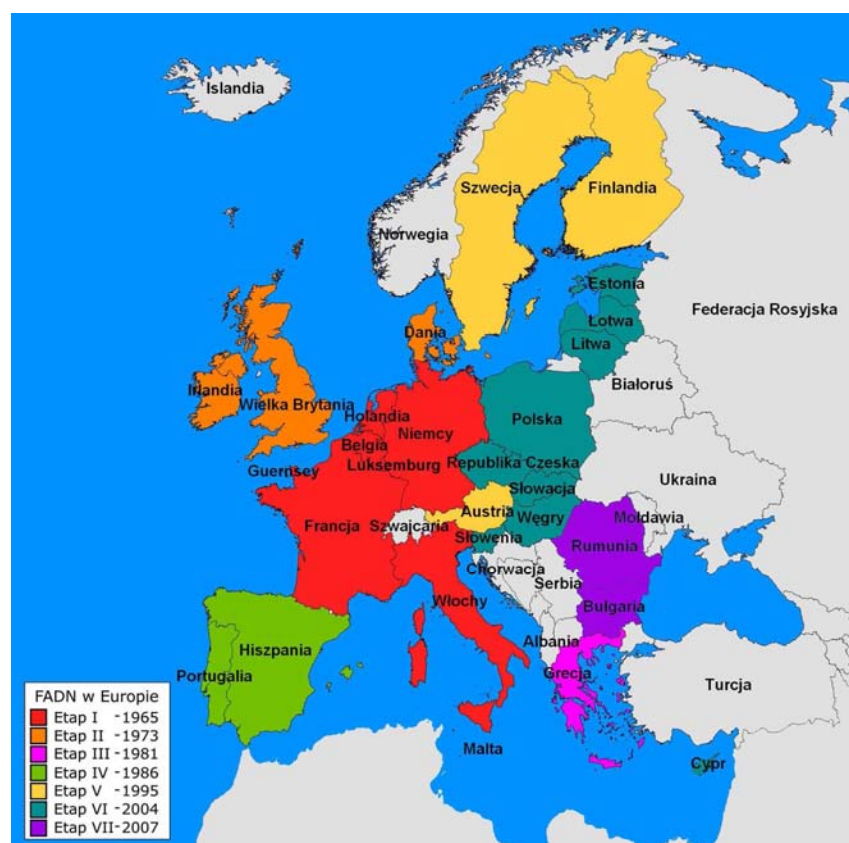 Islandia
Szwecja
Finlandia
Norwegia
Estonia
Federacja Rosyjska
Łotwa
Dania
Litwa
Białoruś
Irlandia
Wielka Brytania
Holandia
Niemcy
Polska
Belgia
Guernsey
Luksemburg
Republika Czeska
Ukraina
Słowacja
Austria
Węgry
Mołdawia
Francja
Szwajcaria
Słowenia
Rumunia
Chorwacja
Serbia
Włochy
Bulgaria
Albania
Hiszpania
Portugalia
Grecja
Turcja
Malta
Cypr
FADN w Europie
Etap I -1965
Etap II -1973
Etap III -1981
Etap IV -1986
Etap V -1995
Etap VI -2004
Etap VII-2007